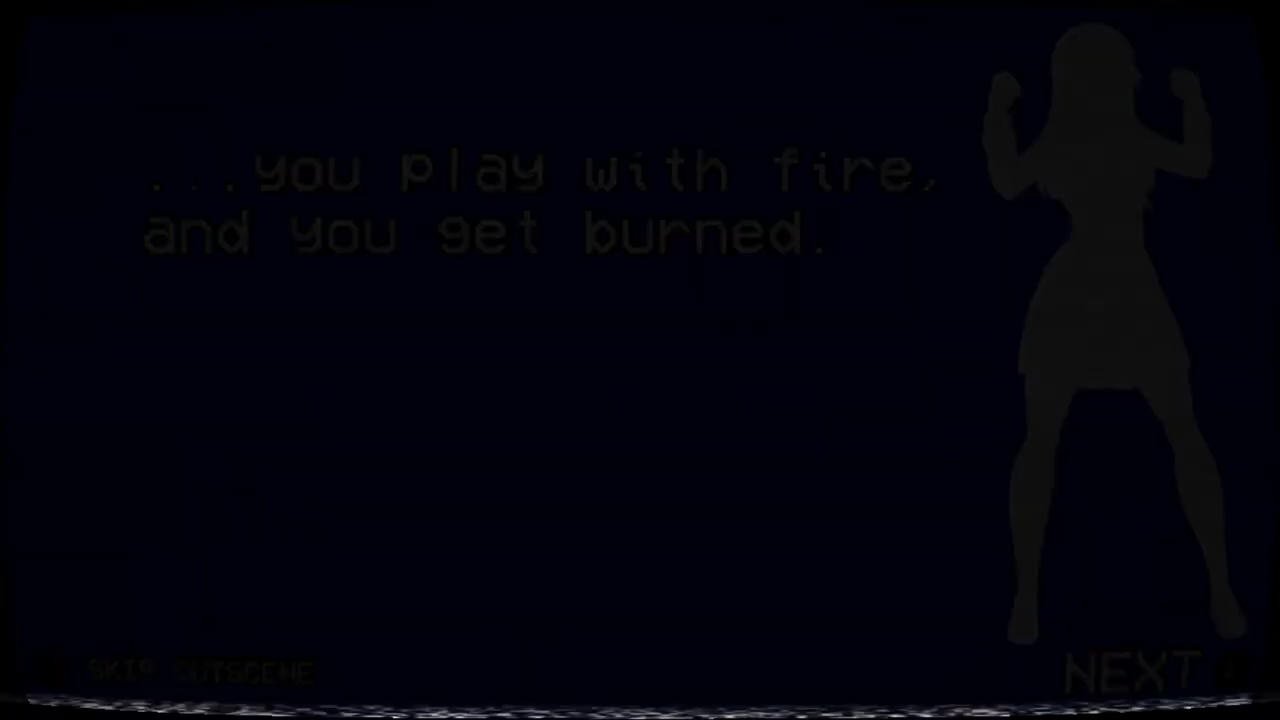 ...you play with fire,
and you get burned.
SKIP CUTSCENE
NEXT